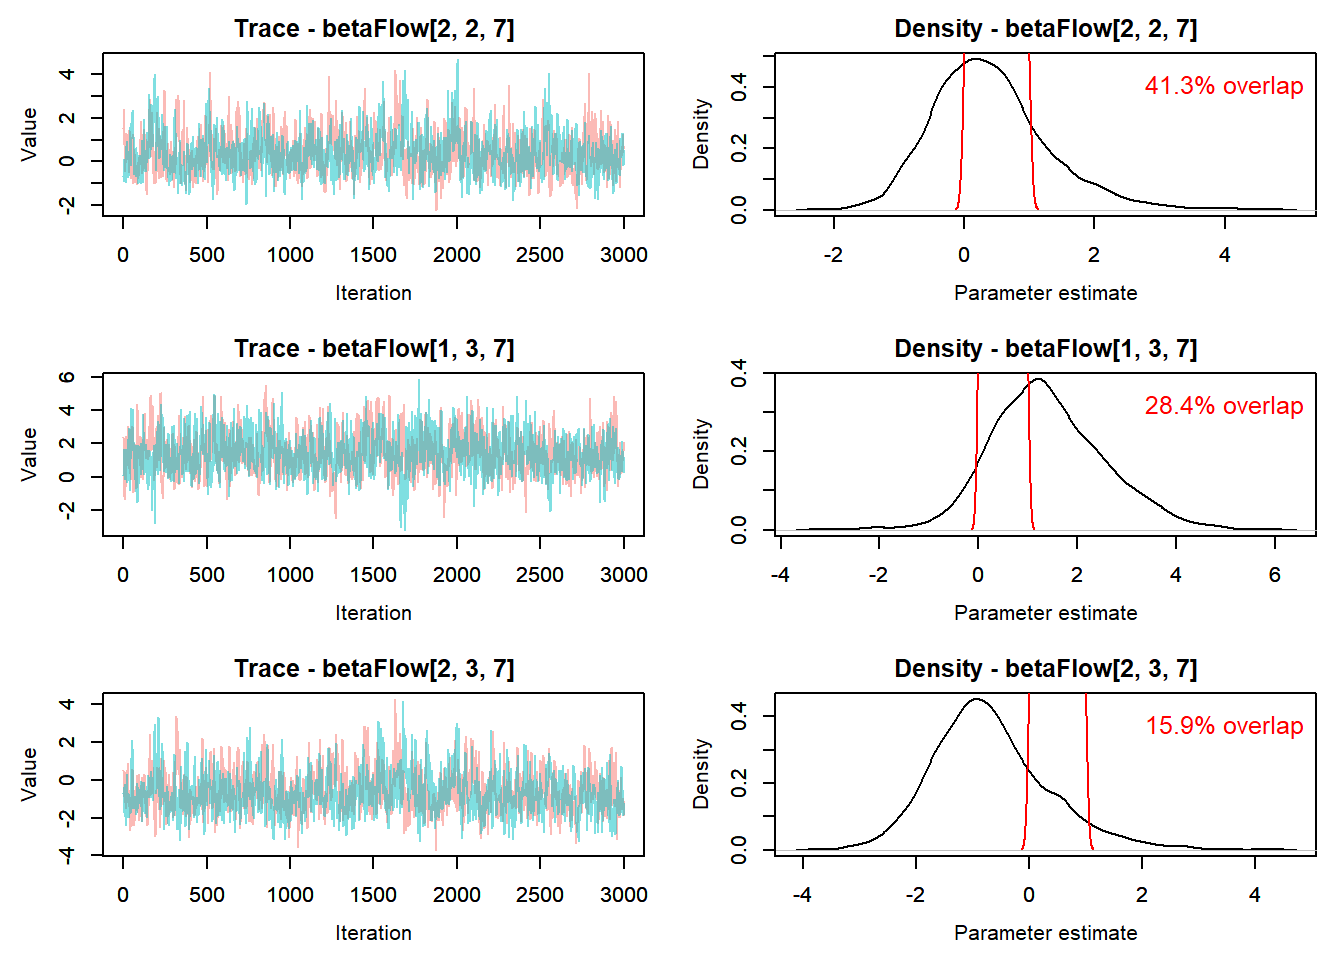 Trace - betaFlow[2, 2, 7]
Value
4
2
0
-2
0 500 1000 1500 2000 2500 3000
Iteration
Density - betaFlow[2, 2, 7]
41.3% overlap
Density
0.4
0.2
0.0
-2 0 2 4
Parameter estimate
Trace - betaFlow[1, 3, 7]
Value
6
4
2
0
-2
0 500 1000 1500 2000 2500 3000
Iteration
Density - betaFlow[1, 3, 7]
28.4% overlap
Density
0.4
0.2
0.0
-4 -2 0 2 4 6
Parameter estimate
Trace - betaFlow[2, 3, 7]
Value
4
2
0
-2
-4
0 500 1000 1500 2000 2500 3000
Iteration
Density - betaFlow[2, 3, 7]
15.9% overlap
Density
0.4
0.2
0.0
-4 -2 0 2 4
Parameter estimate